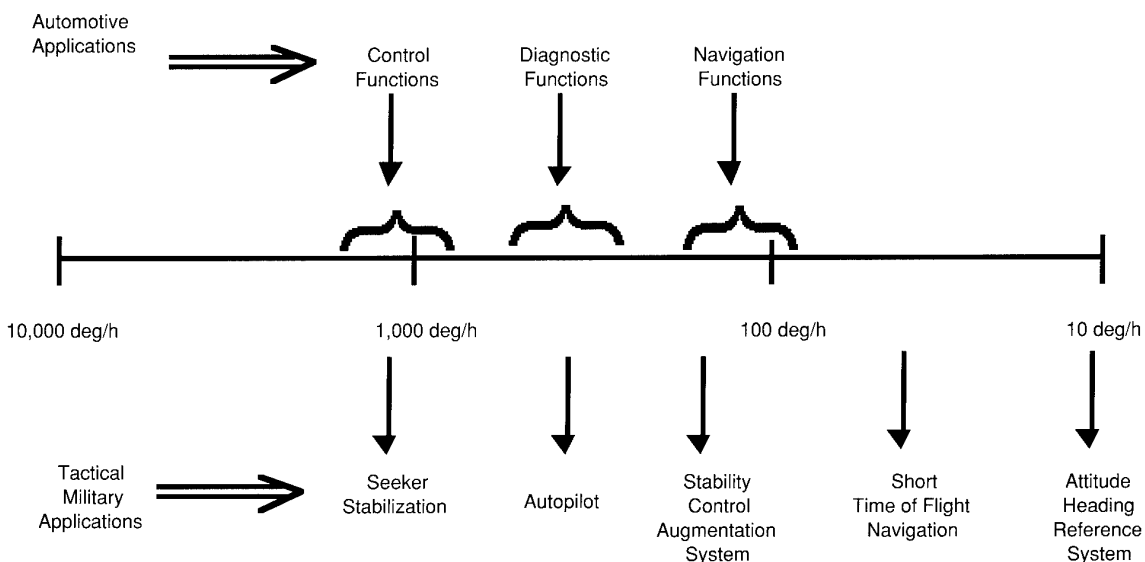 Automotive
Applications
Control
Functions
Diagnostic
Functions
Navigation
Functions
10,000 deg/h
1,000 deg/h
100 deg/h
10 deg/h
Tactical
Military
Applications
Seeker
Stabilization
Autopilot
Stability
Control
Augmentation
System
Short
Time of Flight
Navigation
Attitude
Heading
Reference
System